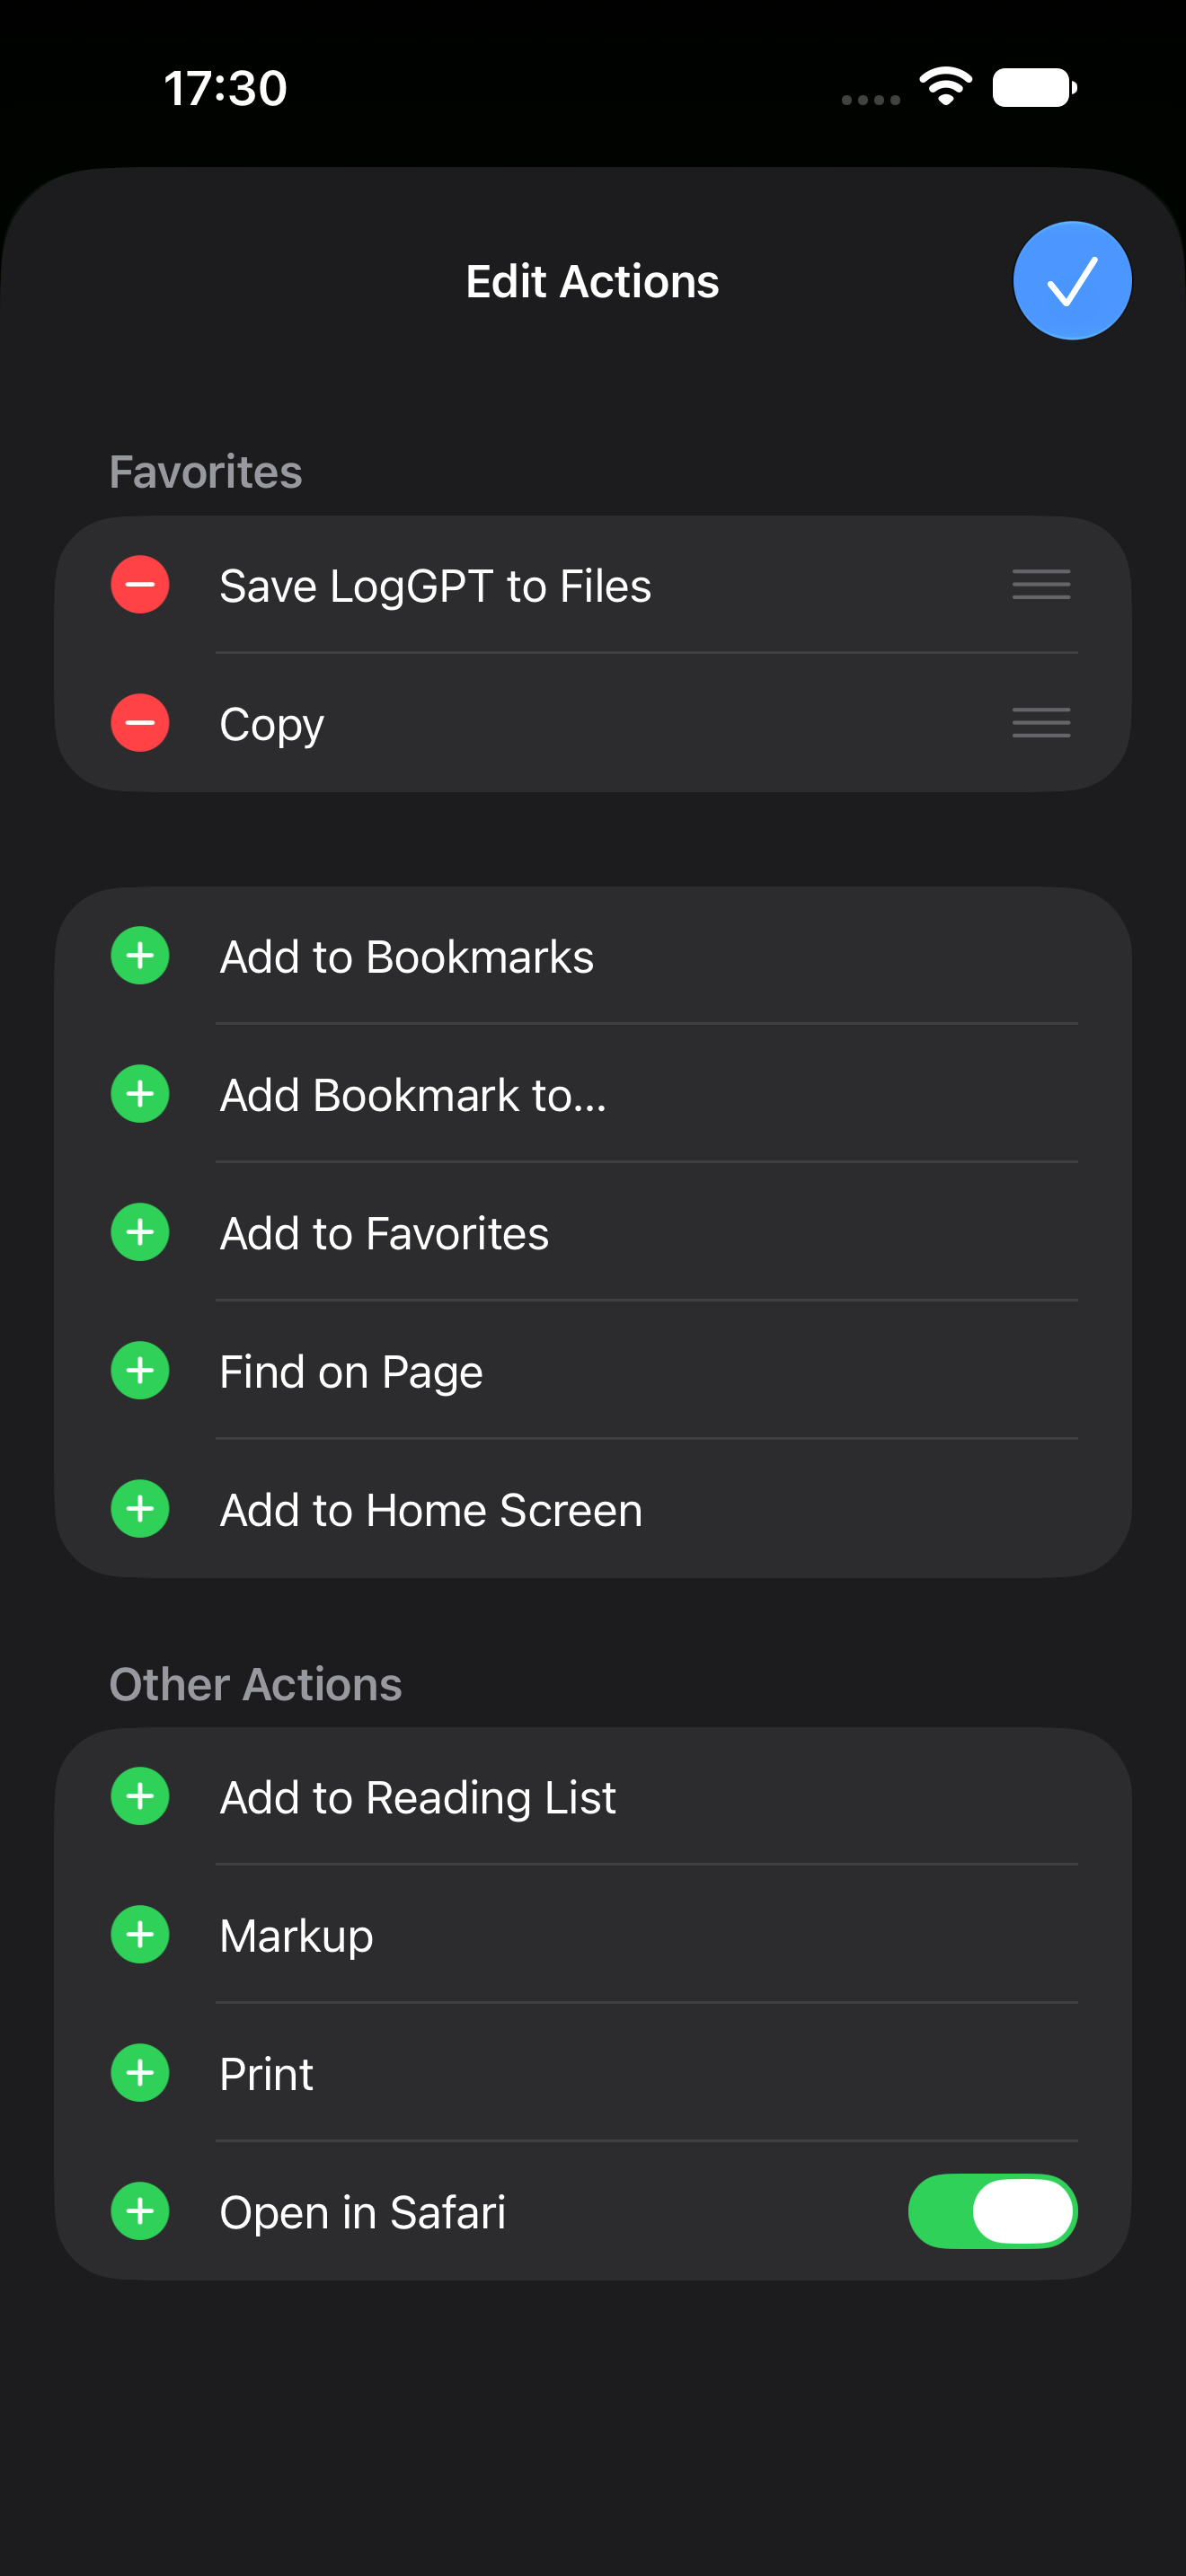 17:30
Edit Actions
Favorites
Save LogGPT to Files
Copy
Add to Bookmarks
Add Bookmark to...
Add to Favorites
Find on Page
Add to Home Screen
Other Actions
Add to Reading List
Markup
Print
Open in Safari